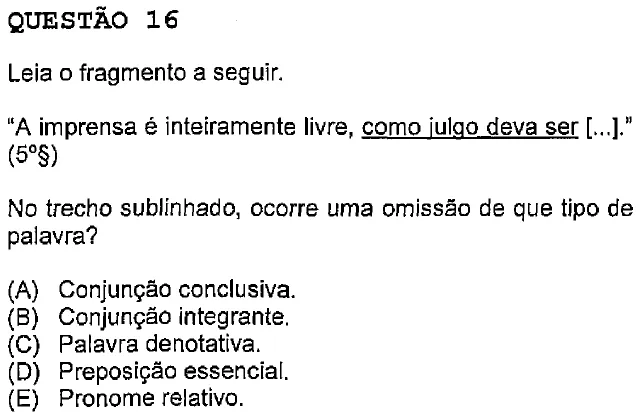 QUESTÃO 16
Leia o fragmento a seguir.
“A imprensa é inteiramente livre, como julgo deva ser [...].”
(5º§)
No trecho sublinhado, ocorre uma omissão de que tipo de
palavra?
(A) Conjunção conclusiva.
(B) Conjunção integrante.
(C) Palavra denotativa.
(D) Preposição essencial.
(E) Pronome relativo.